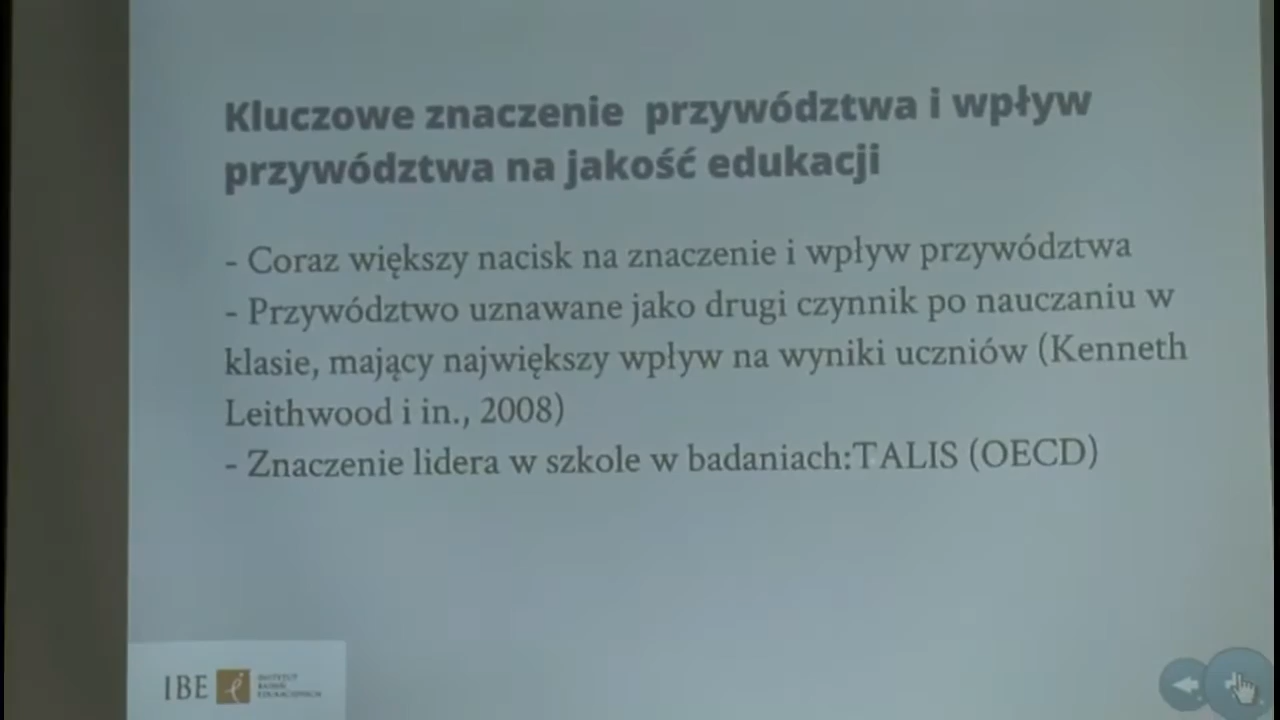 Kluczowe znaczenie przywództwa i wpływ
przywództwa na jakość edukacji
- Coraz większy nacisk na znaczenie i wpływ przywództwa
- Przywództwo uznawane jako drugi czynnik po nauczaniu w
klasie, mający największy wpływ na wyniki uczniów (Kenneth
Leithwood i in., 2008)
- Znaczenie lidera w szkole w badaniach:TALIS (OECD)
IBE
INSTYTUT
BADAŃ
EDUKACYJNYCH